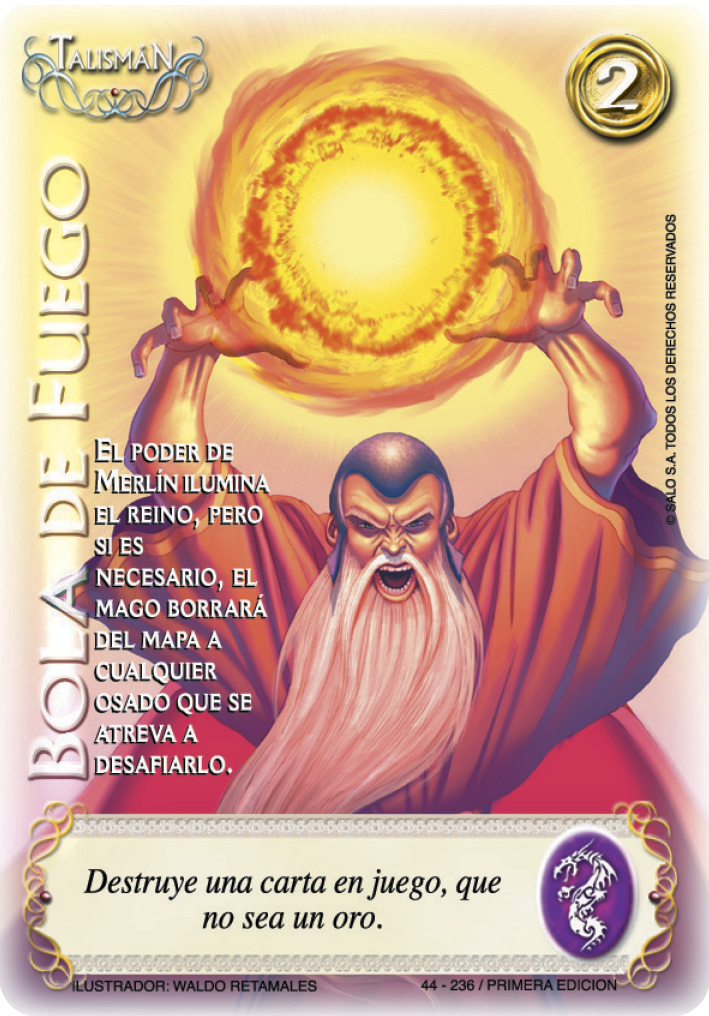 TALISMÁN
2
BOLA DE FUEGO
EL PODER DE
MERLÍN ILUMINA
EL REINO, PERO
SI ES
NECESARIO, EL
MAGO BORRARÁ
DEL MAPA A
CUALQUIER
OSADO QUE SE
ATREVA A
DESAFIARLO.
© SALO S.A. TODOS LOS DERECHOS RESERVADOS
Destruye una carta en juego, que
no sea un oro.
ILUSTRADOR: WALDO RETAMALES
44 - 236 / PRIMERA EDICION